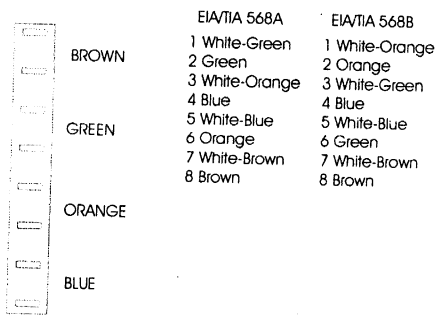 BROWN
GREEN
ORANGE
BLUE
EIA/TIA 568A
1 White-Green
2 Green
3 White-Orange
4 Blue
5 White-Blue
6 Orange
7 White-Brown
8 Brown
EIA/TIA 568B
1 White-Orange
2 Orange
3 White-Green
4 Blue
5 White-Blue
6 Green
7 White-Brown
8 Brown